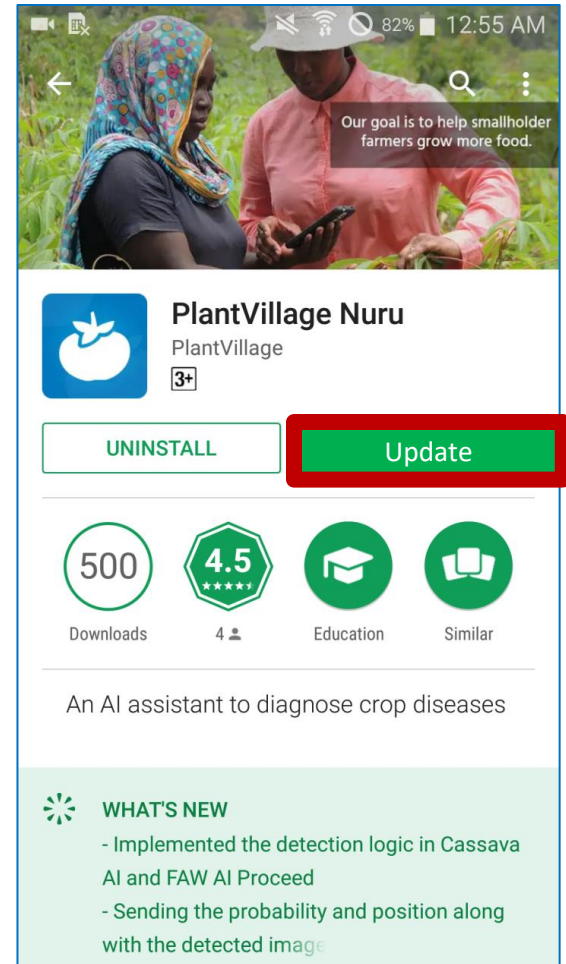 82% 12:55 AM
Our goal is to help smallholder
farmers grow more food.
PlantVillage Nuru
PlantVillage
3+
UNINSTALL
Update
500
4.5
Downloads
4
Education
Similar
An AI assistant to diagnose crop diseases
WHAT'S NEW
- Implemented the detection logic in Cassava
AI and FAW AI Proceed
- Sending the probability and position along
with the detected image